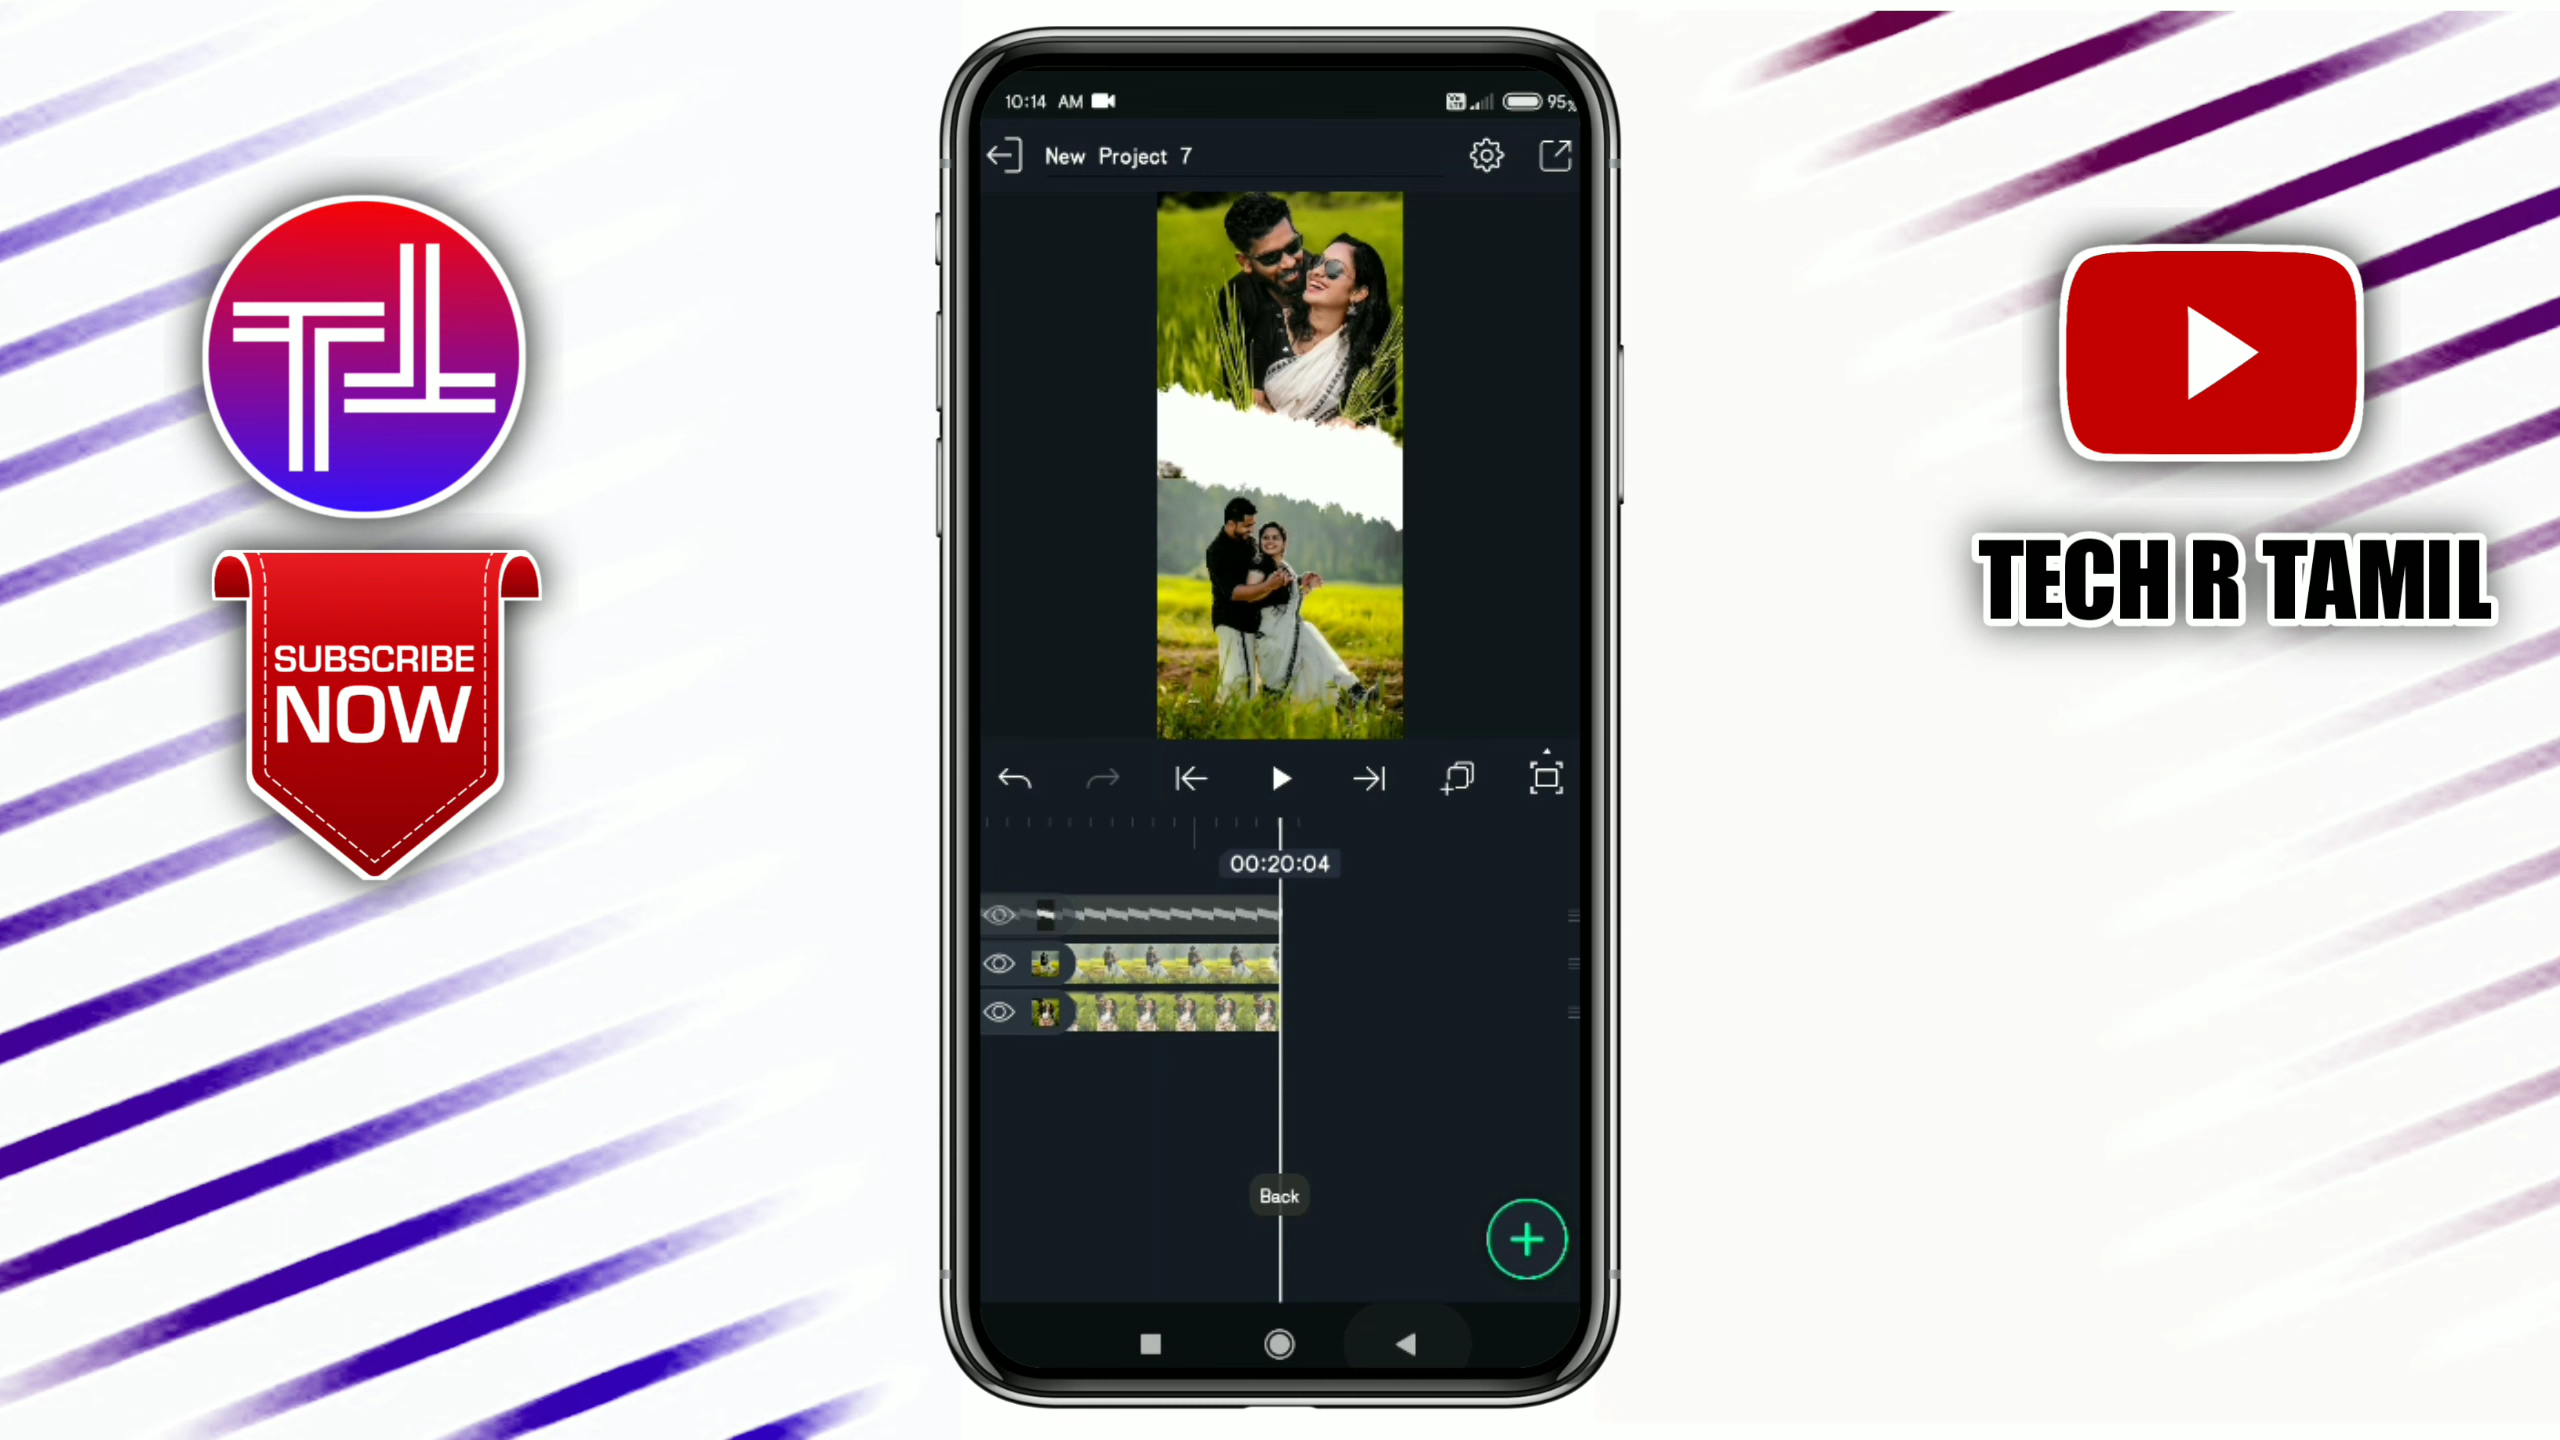 10:14 AM
95%
New Project 7
00:20:04
Back
SUBSCRIBE
NOW
TECH R TAMIL